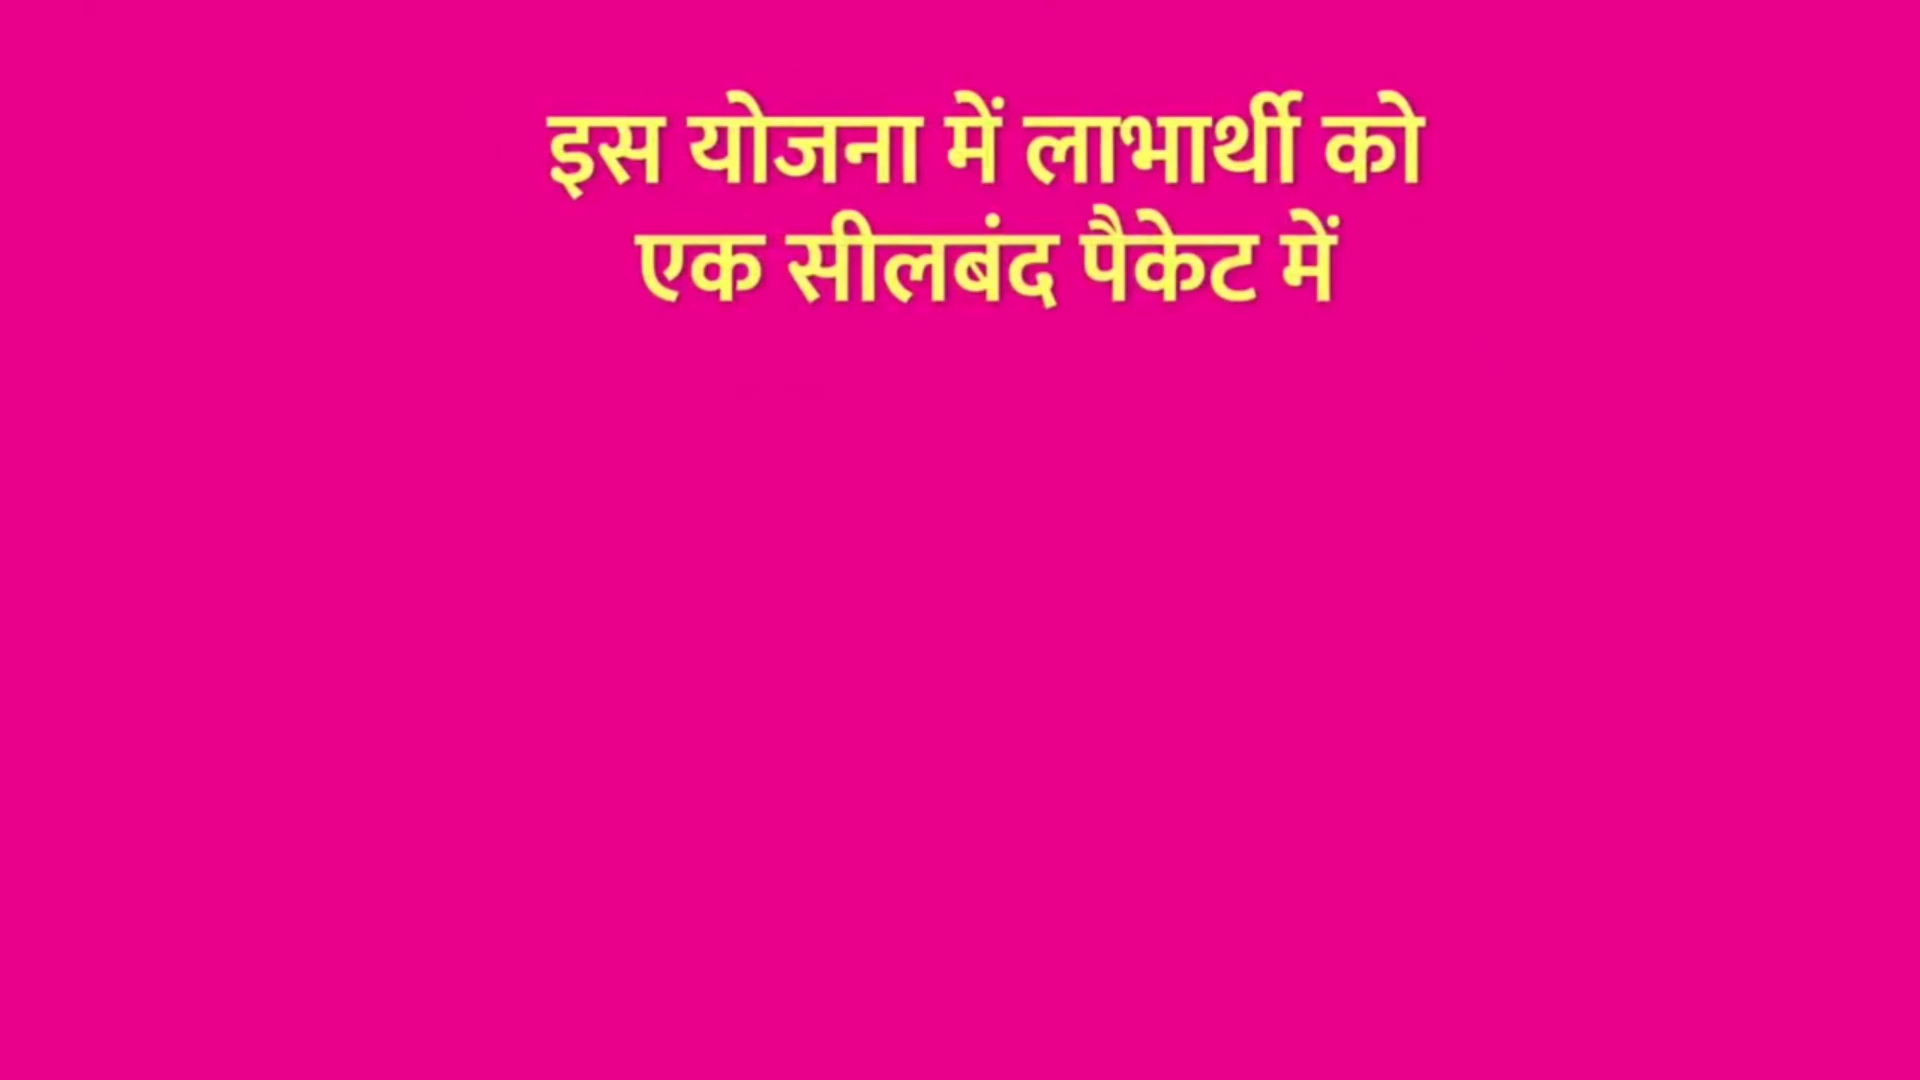 इस योजना में लाभार्थी को
एक सीलबंद पैकेट में